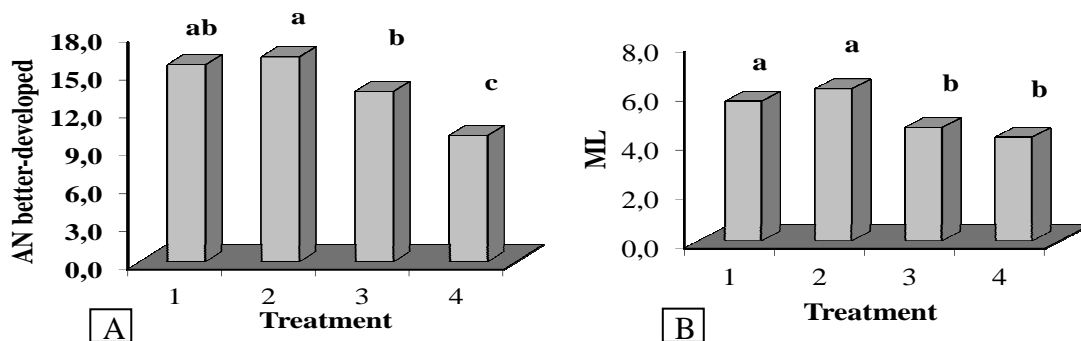 AN better-developed
18,0
15,0
12,0
9,0
6,0
3,0
0,0
ab
a
b
c
1
2
3
4
Treatment
A
ML
8,0
6,0
4,0
2,0
0,0
a
a
b
b
1
2
3
4
Treatment
B